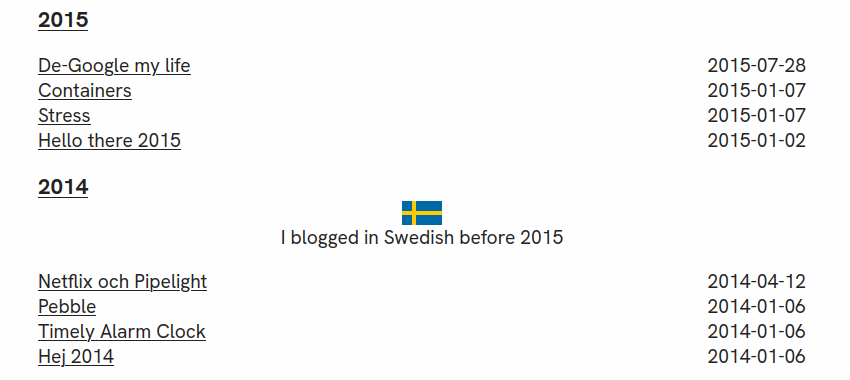 2015
De-Google my life 2015-07-28
Containers 2015-01-07
Stress 2015-01-07
Hello there 2015 2015-01-02
2014
I blogged in Swedish before 2015
Netflix och Pipelight 2014-04-12
Pebble 2014-01-06
Timely Alarm Clock 2014-01-06
Hej 2014 2014-01-06